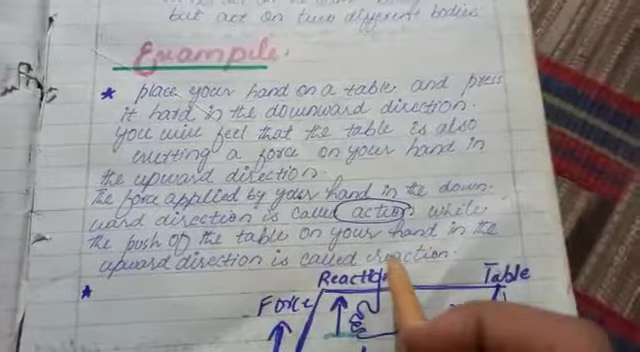 but act on two different bodies
Example.
* place your hand on a table and press
it hard in the downward direction.
you will feel that the table is also
exerting a force on your hand in
the upward direction.
The force applied by your hand in the down-
ward direction is called action while
the push of the table on your hand in the
upward direction is called reaction.
*
Reaction
Table
Force